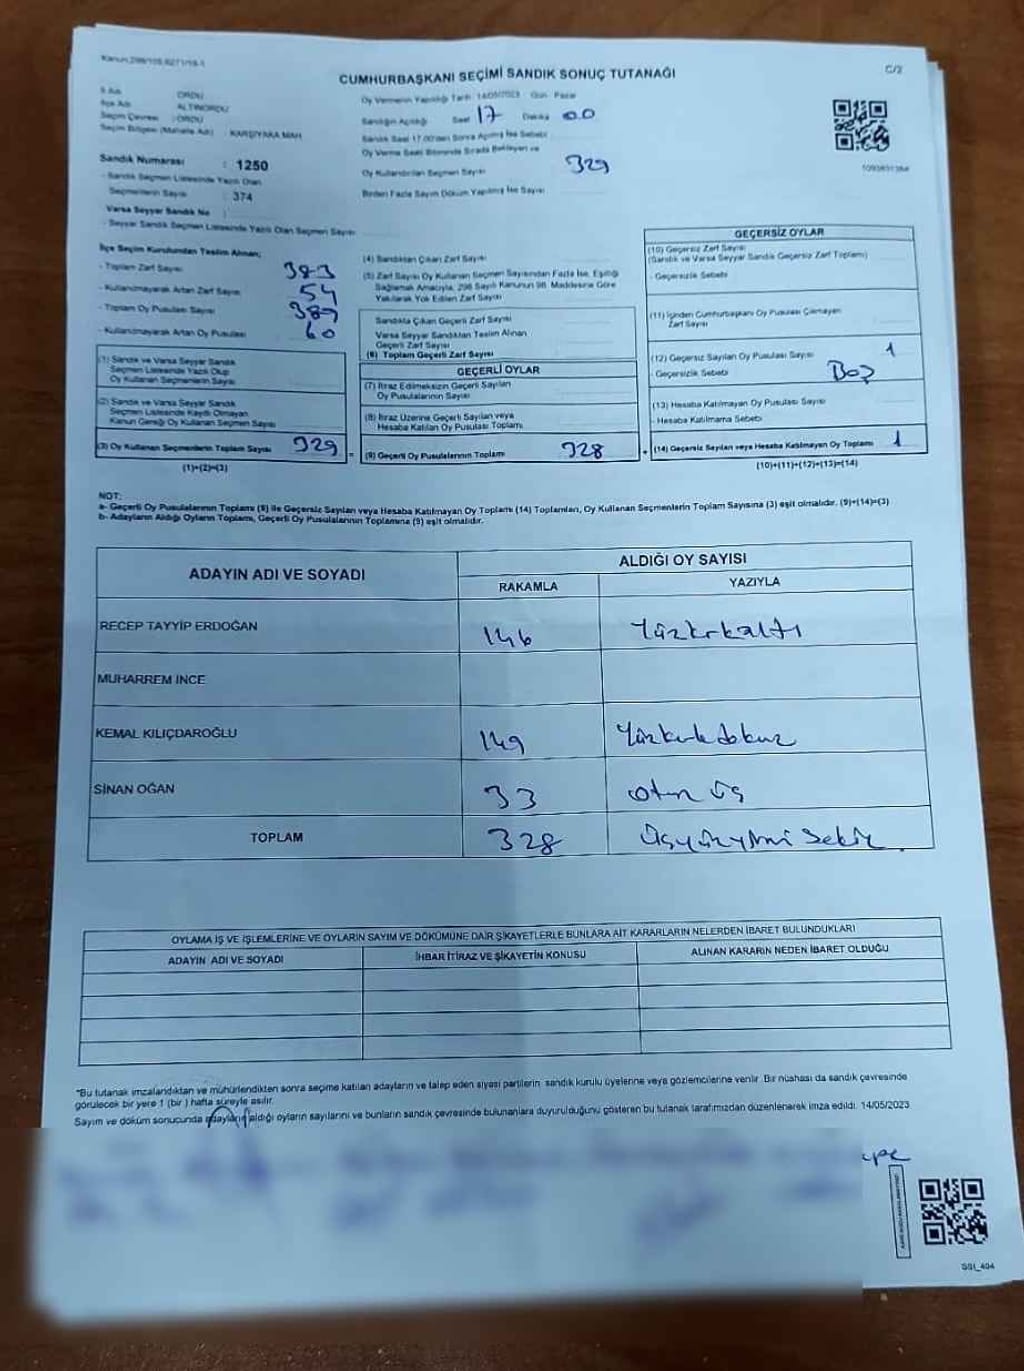 Kanun:298/105,6271/18-1
CUMHURBAŞKANI SEÇİMİ SANDIK SONUÇ TUTANAĞI
C/2
İl Adı : ORDU
İlçe Adı : ALTINORDU
Seçim Çevresi : ORDU
Seçim Bölgesi (Mahalle Adı) : KARŞIYAKA MAH
Sandık Numarası : 1250
- Sandık Seçmen Listesinde Yazılı Olan
Seçmenlerin Sayısı : 374
Varsa Seyyar Sandık No :
- Seyyar Sandık Seçmen Listesinde Yazılı Olan Seçmen Sayısı
Oy Vermenin Yapıldığı Tarih :14/05/2023 - Gün : Pazar
Sandığın Açıldığı Saat 17 Dakika 00
Sandık Saat 17.00'den Sonra Açılmış İse Sebebi
Oy Verme Saati Bitiminde Sırada Bekleyen ve
Oy Kullandırılan Seçmen Sayısı 329
Birden Fazla Sayım Döküm Yapılmış İse Sayısı
İlçe Seçim Kurulundan Teslim Alınan;
- Toplam Zarf Sayısı 383
- Kullanılmayarak Artan Zarf Sayısı 54
- Toplam Oy Pusulası Sayısı 389
- Kullanılmayarak Artan Oy Pusulası 60
(1) Sandık ve Varsa Seyyar Sandık
Seçmen Listesinde Yazılı Olup
Oy Kullanan Seçmenlerin Sayısı
(2) Sandık ve Varsa Seyyar Sandık
Seçmen Listesinde Kayıtlı Olmayan
Kanun Gereği Oy Kullanan Seçmen Sayısı
(3) Oy Kullanan Seçmenlerin Toplam Sayısı 329
(1)+(2)=(3)
(4) Sandıktan Çıkan Zarf Sayısı
(5) Zarf Sayısı Oy Kullanan Seçmen Sayısından Fazla İse, Eşitliği
Sağlamak Amacıyla, 298 Sayılı Kanunun 98. Maddesine Göre
Yakılarak Yok Edilen Zarf Sayısı
Sandıkta Çıkan Geçerli Zarf Sayısı
Varsa Seyyar Sandıktan Teslim Alınan
Geçerli Zarf Sayısı
(6) Toplam Geçerli Zarf Sayısı
GEÇERLİ OYLAR
(7) İtiraz Edilmeksizin Geçerli Sayılan
Oy Pusulalarının Sayısı
(8) İtiraz Üzerine Geçerli Sayılan veya
Hesaba Katılan Oy Pusulası Toplamı
= (9) Geçerli Oy Pusulalarının Toplamı 328
GEÇERSİZ OYLAR
(10) Geçersiz Zarf Sayısı
(Sandık ve Varsa Seyyar Sandık Geçersiz Zarf Toplamı)
- Geçersizlik Sebebi
(11) İçinden Cumhurbaşkanı Oy Pusulası Çıkmayan
Zarf Sayısı
(12) Geçersiz Sayılan Oy Pusulası Sayısı 1
- Geçersizlik Sebebi Boş
(13) Hesaba Katılmayan Oy Pusulası Sayısı
- Hesaba Katılmama Sebebi
+ (14) Geçersiz Sayılan veya Hesaba Katılmayan Oy Toplamı 1
(10)+(11)+(12)+(13)=(14)
NOT:
a- Geçerli Oy Pusulalarının Toplamı (9) ile Geçersiz Sayılan veya Hesaba Katılmayan Oy Toplamı (14) Toplamları, Oy Kullanan Seçmenlerin Toplam Sayısına (3) eşit olmalıdır. (9)+(14)=(3)
b- Adayların Aldığı Oyların Toplamı, Geçerli Oy Pusulalarının Toplamına (9) eşit olmalıdır.
ADAYIN ADI VE SOYADI
ALDIĞI OY SAYISI
RAKAMLA YAZIYLA
RECEP TAYYİP ERDOĞAN 146 Yüzkırkaltı
MUHARREM İNCE
KEMAL KILIÇDAROĞLU 149 Yüzkırkdokuz
SİNAN OĞAN 33 otuz üç
TOPLAM 328 Üçyüzyirmi sekiz
OYLAMA İŞ VE İŞLEMLERİNE VE OYLARIN SAYIM VE DÖKÜMÜNE DAİR ŞİKAYETLERLE BUNLARA AİT KARARLARIN NELERDEN İBARET BULUNDUKLARI
ADAYIN ADI VE SOYADI İHBAR İTİRAZ VE ŞİKAYETİN KONUSU ALINAN KARARIN NEDEN İBARET OLDUĞU
*Bu tutanak imzalandıktan ve mühürlendikten sonra seçime katılan adayların ve talep eden siyasi partilerin sandık kurulu üyelerine veya gözlemcilerine verilir. Bir nüshası da sandık çevresinde
görülecek bir yere 1 (bir) hafta süreyle asılır.
Sayım ve döküm sonucunda adayların aldığı oyların sayılarını ve bunların sandık çevresinde bulunanlara duyurulduğunu gösteren bu tutanak tarafımızdan düzenlenerek imza edildi. 14/05/2023
SSI_404